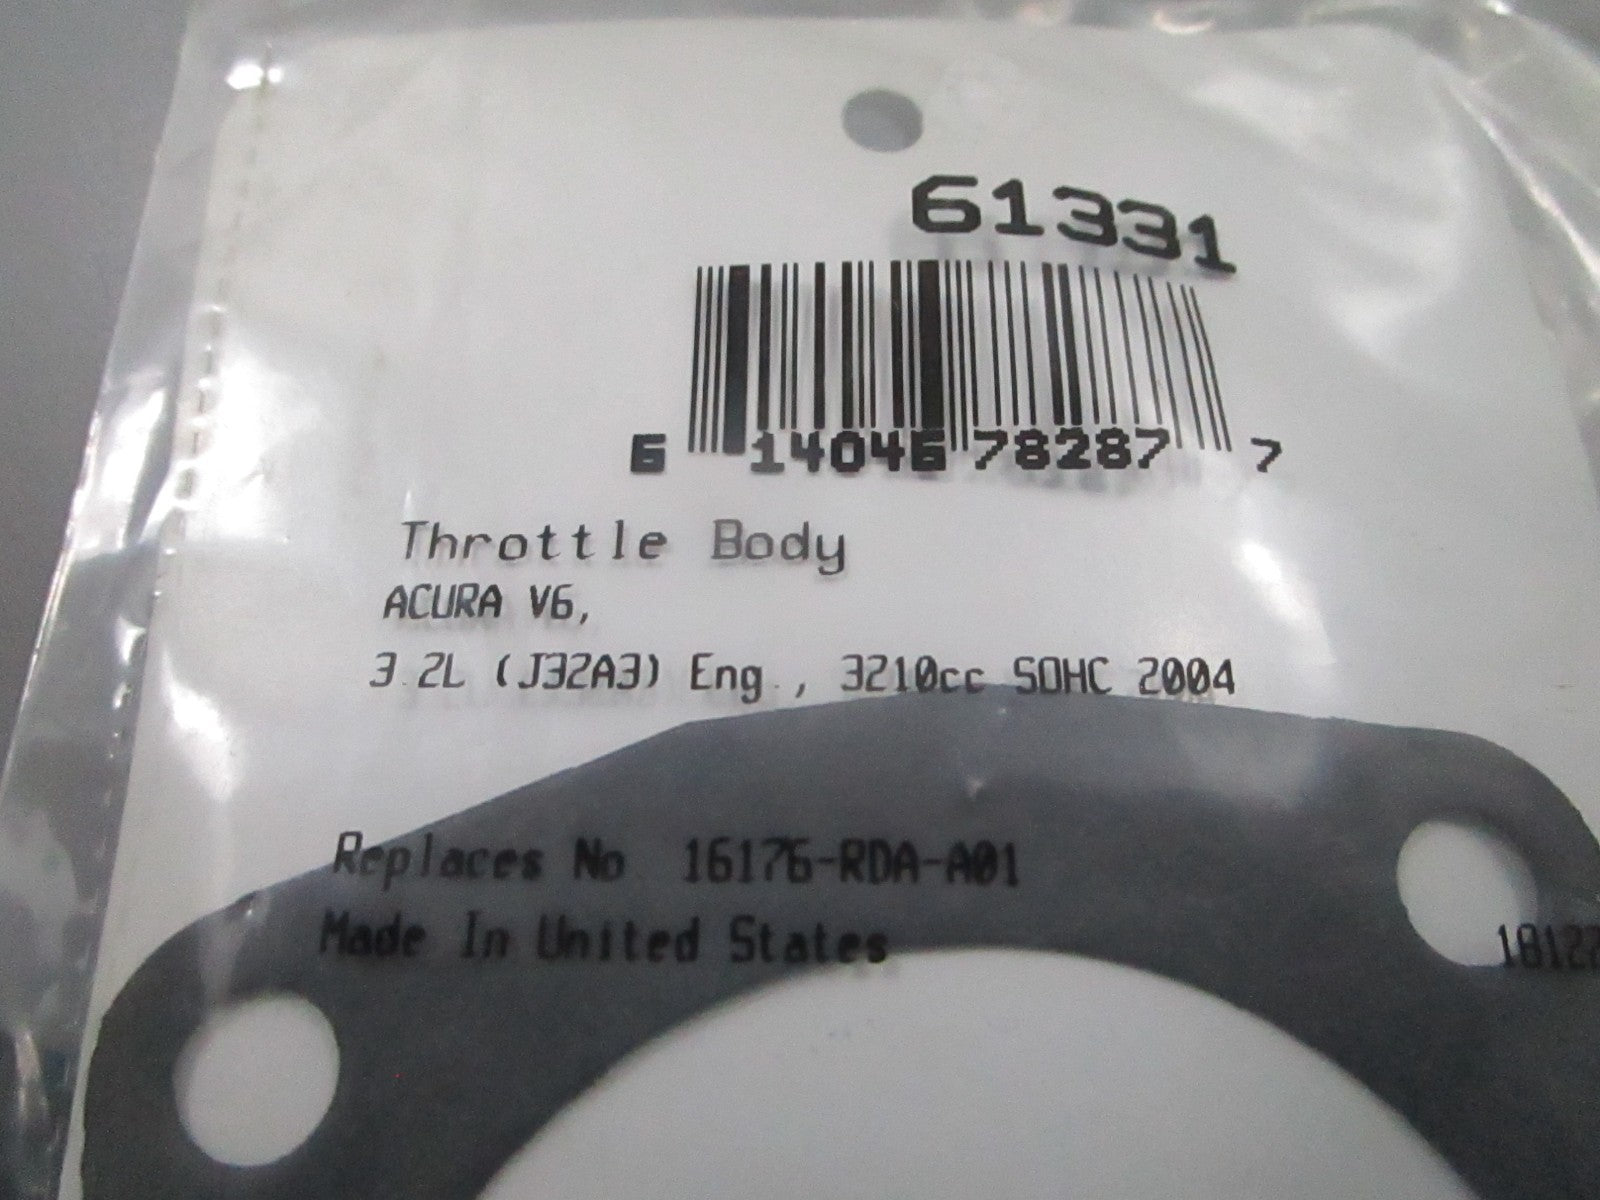 61331
6 14046 78287 7
Throttle Body
ACURA V6,
3.2L (J32A3) Eng., 3210cc SOHC 2004
Replaces No 16176-RDA-A01
Made In United States